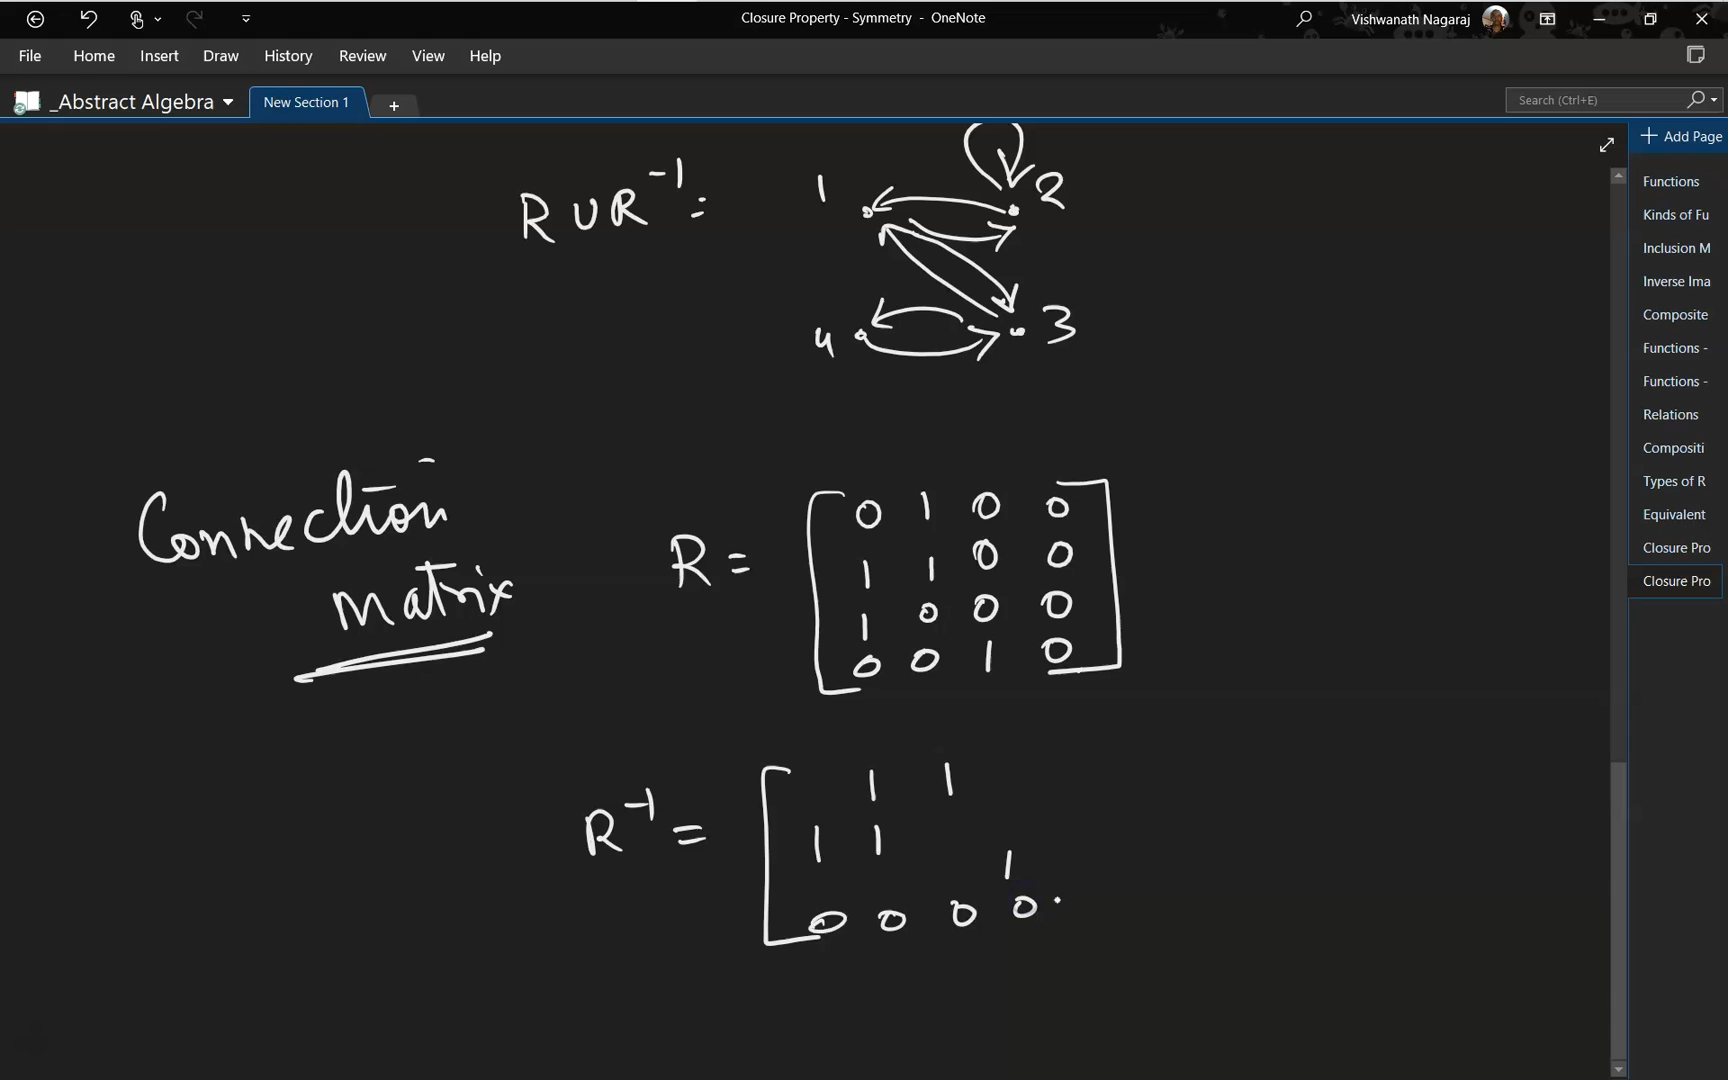 Closure Property - Symmetry - OneNote
Vishwanath Nagaraj
File Home Insert Draw History Review View Help
_Abstract Algebra
New Section 1
+
Search (Ctrl+E)
+ Add Page
Functions
Kinds of Fu
Inclusion M
Inverse Ima
Composite
Functions -
Functions -
Relations
Compositi
Types of R
Equivalent
Closure Pro
Closure Pro
R ∪ R⁻¹ =
1 2
4 3
Connection
matrix
R =
0 1 0 0
1 1 0 0
1 0 0 0
0 0 1 0
R⁻¹ =
1 1
1 1
1
0 0 0 0